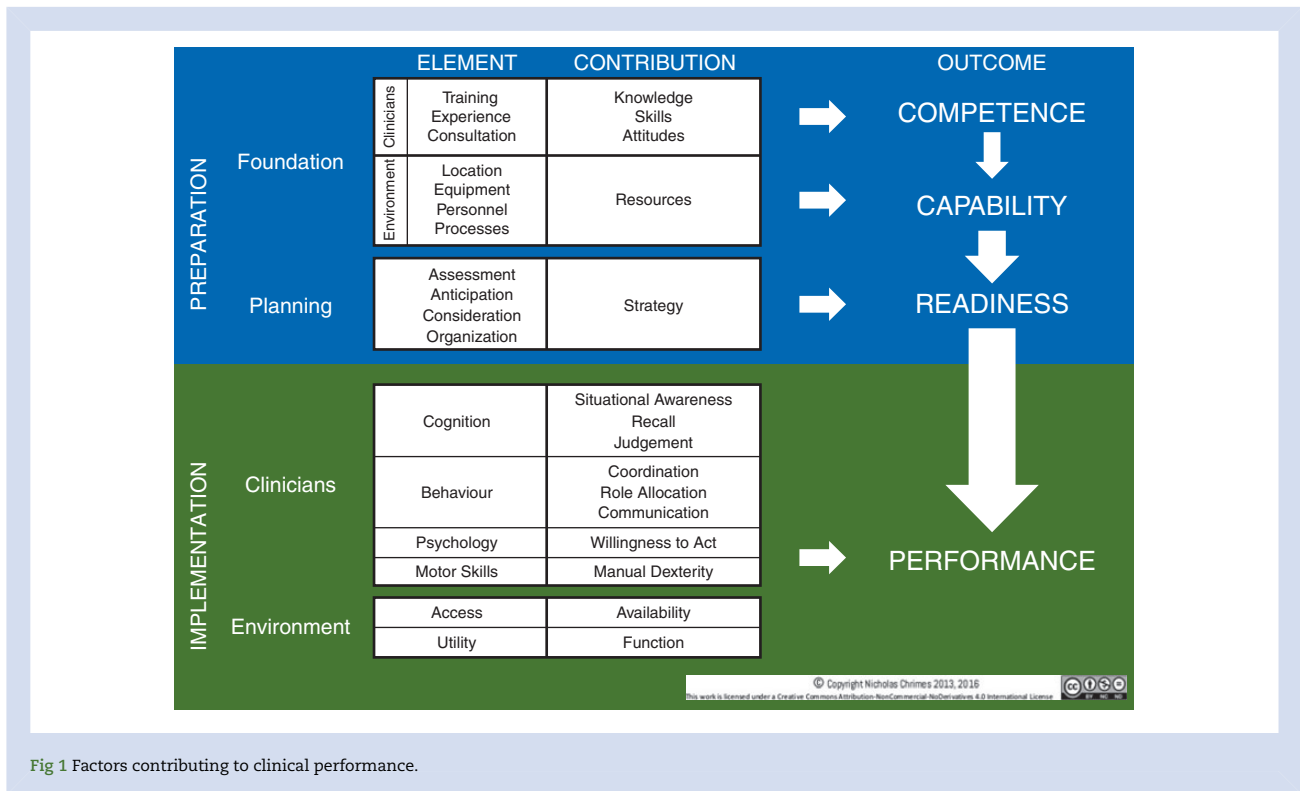 ELEMENT CONTRIBUTION OUTCOME
PREPARATION
Foundation
Clinicians
Training
Experience
Consultation
Knowledge
Skills
Attitudes
COMPETENCE
Environment
Location
Equipment
Personnel
Processes
Resources
CAPABILITY
Planning
Assessment
Anticipation
Consideration
Organization
Strategy
READINESS
IMPLEMENTATION
Clinicians
Cognition
Situational Awareness
Recall
Judgement
Behaviour
Coordination
Role Allocation
Communication
Psychology
Willingness to Act
Motor Skills
Manual Dexterity
PERFORMANCE
Environment
Access
Availability
Utility
Function
© Copyright Nicholas Chrimes 2013, 2016
This work is licensed under a Creative Commons Attribution-NonCommercial-NoDerivatives 4.0 International License
cc
BY NC ND
Fig 1 Factors contributing to clinical performance.